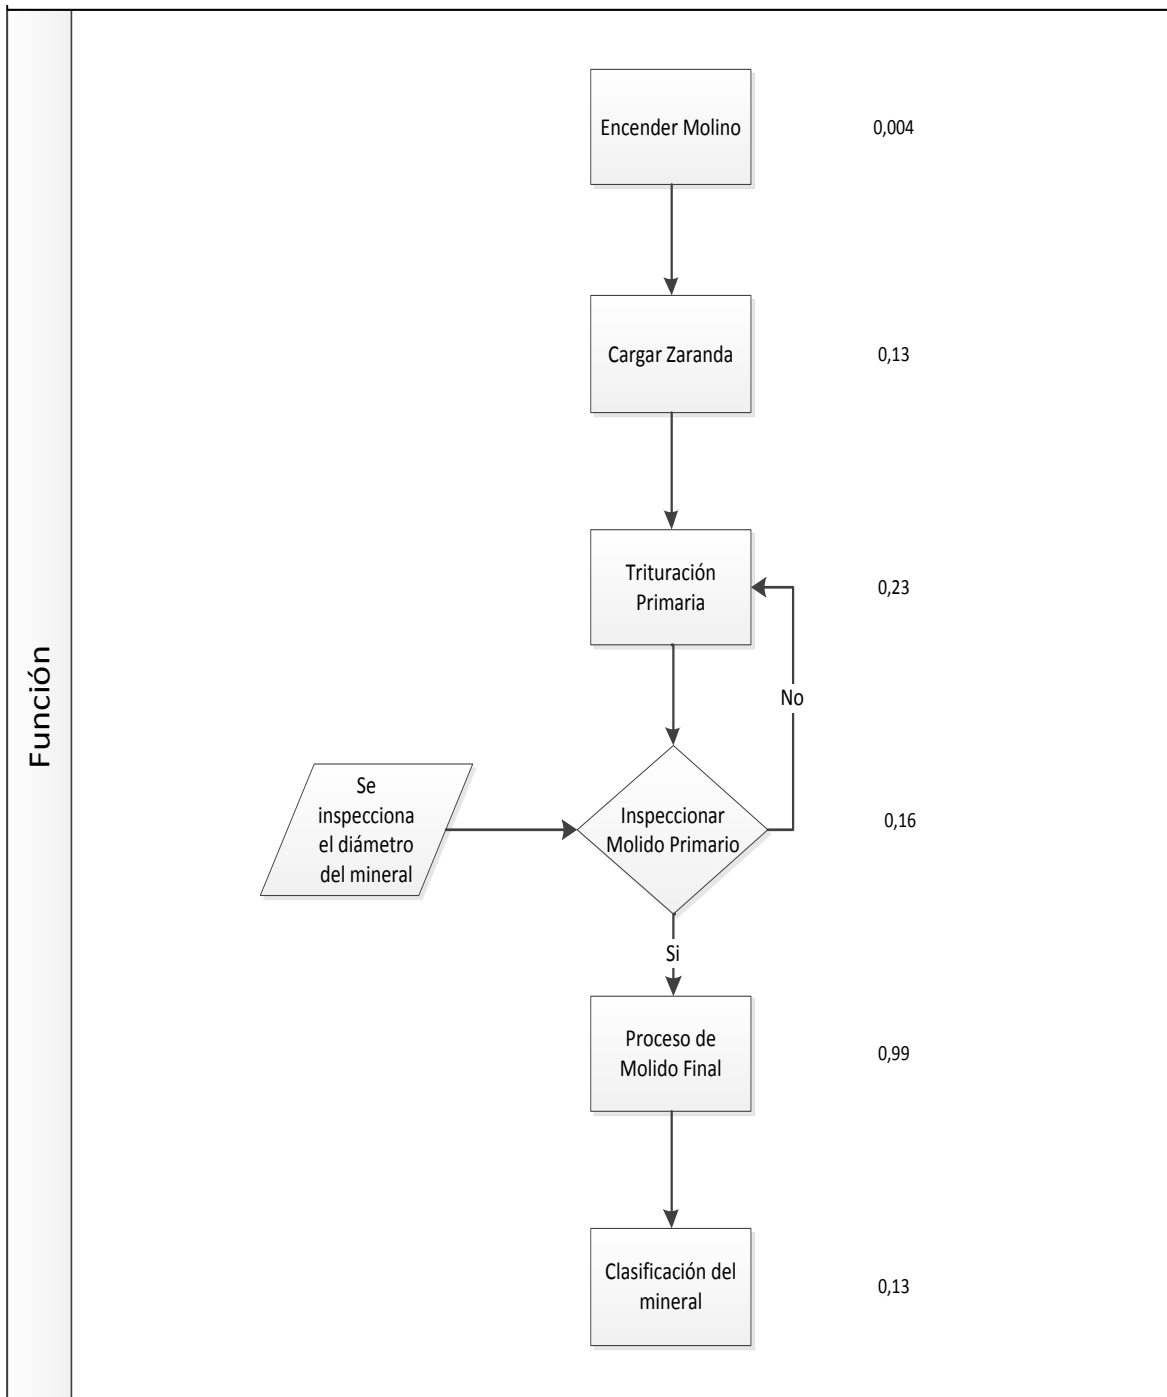 Función
Encender Molino
0,004
Cargar Zaranda
0,13
Trituración
Primaria
0,23
No
Se
inspecciona
el diámetro
del mineral
Inspeccionar
Molido Primario
0,16
Si
Proceso de
Molido Final
0,99
Clasificación del
mineral
0,13